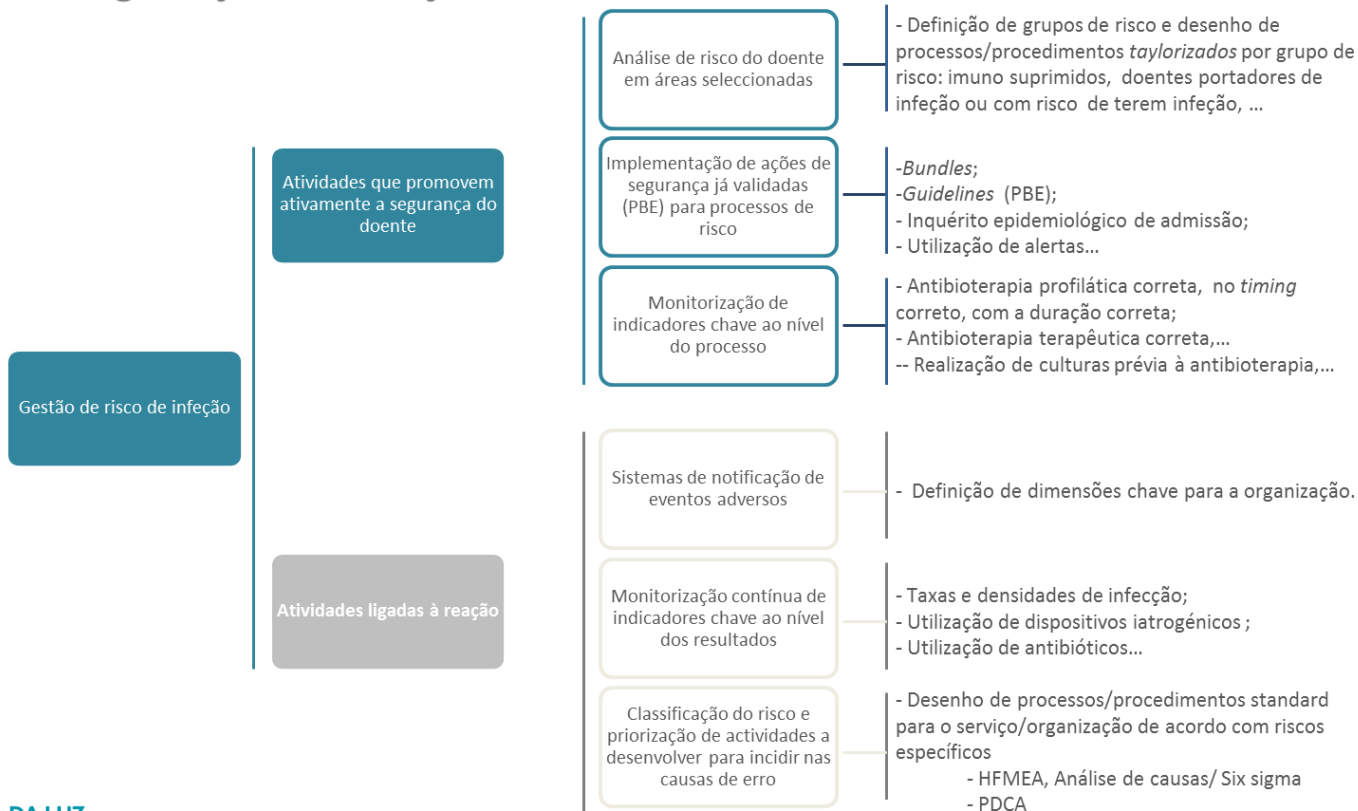 Análise de risco do doente
em áreas seleccionadas
- Definição de grupos de risco e desenho de
processos/procedimentos taylorizados por grupo de
risco: imuno suprimidos, doentes portadores de
infeção ou com risco de terem infeção, ...
Atividades que promovem
ativamente a segurança do
doente
Implementação de ações de
segurança já validadas
(PBE) para processos de
risco
-Bundles;
-Guidelines (PBE);
- Inquérito epidemiológico de admissão;
- Utilização de alertas...
Monitorização de
indicadores chave ao nível
do processo
- Antibioterapia profilática correta, no timing
correto, com a duração correta;
- Antibioterapia terapêutica correta,...
-- Realização de culturas prévia à antibioterapia,...
Gestão de risco de infeção
Sistemas de notificação de
eventos adversos
- Definição de dimensões chave para a organização.
Atividades ligadas à reação
Monitorização contínua de
indicadores chave ao nível
dos resultados
- Taxas e densidades de infecção;
- Utilização de dispositivos iatrogénicos ;
- Utilização de antibióticos...
Classificação do risco e
priorização de actividades a
desenvolver para incidir nas
causas de erro
- Desenho de processos/procedimentos standard
para o serviço/organização de acordo com riscos
específicos
- HFMEA, Análise de causas/ Six sigma
- PDCA
DA LUZ